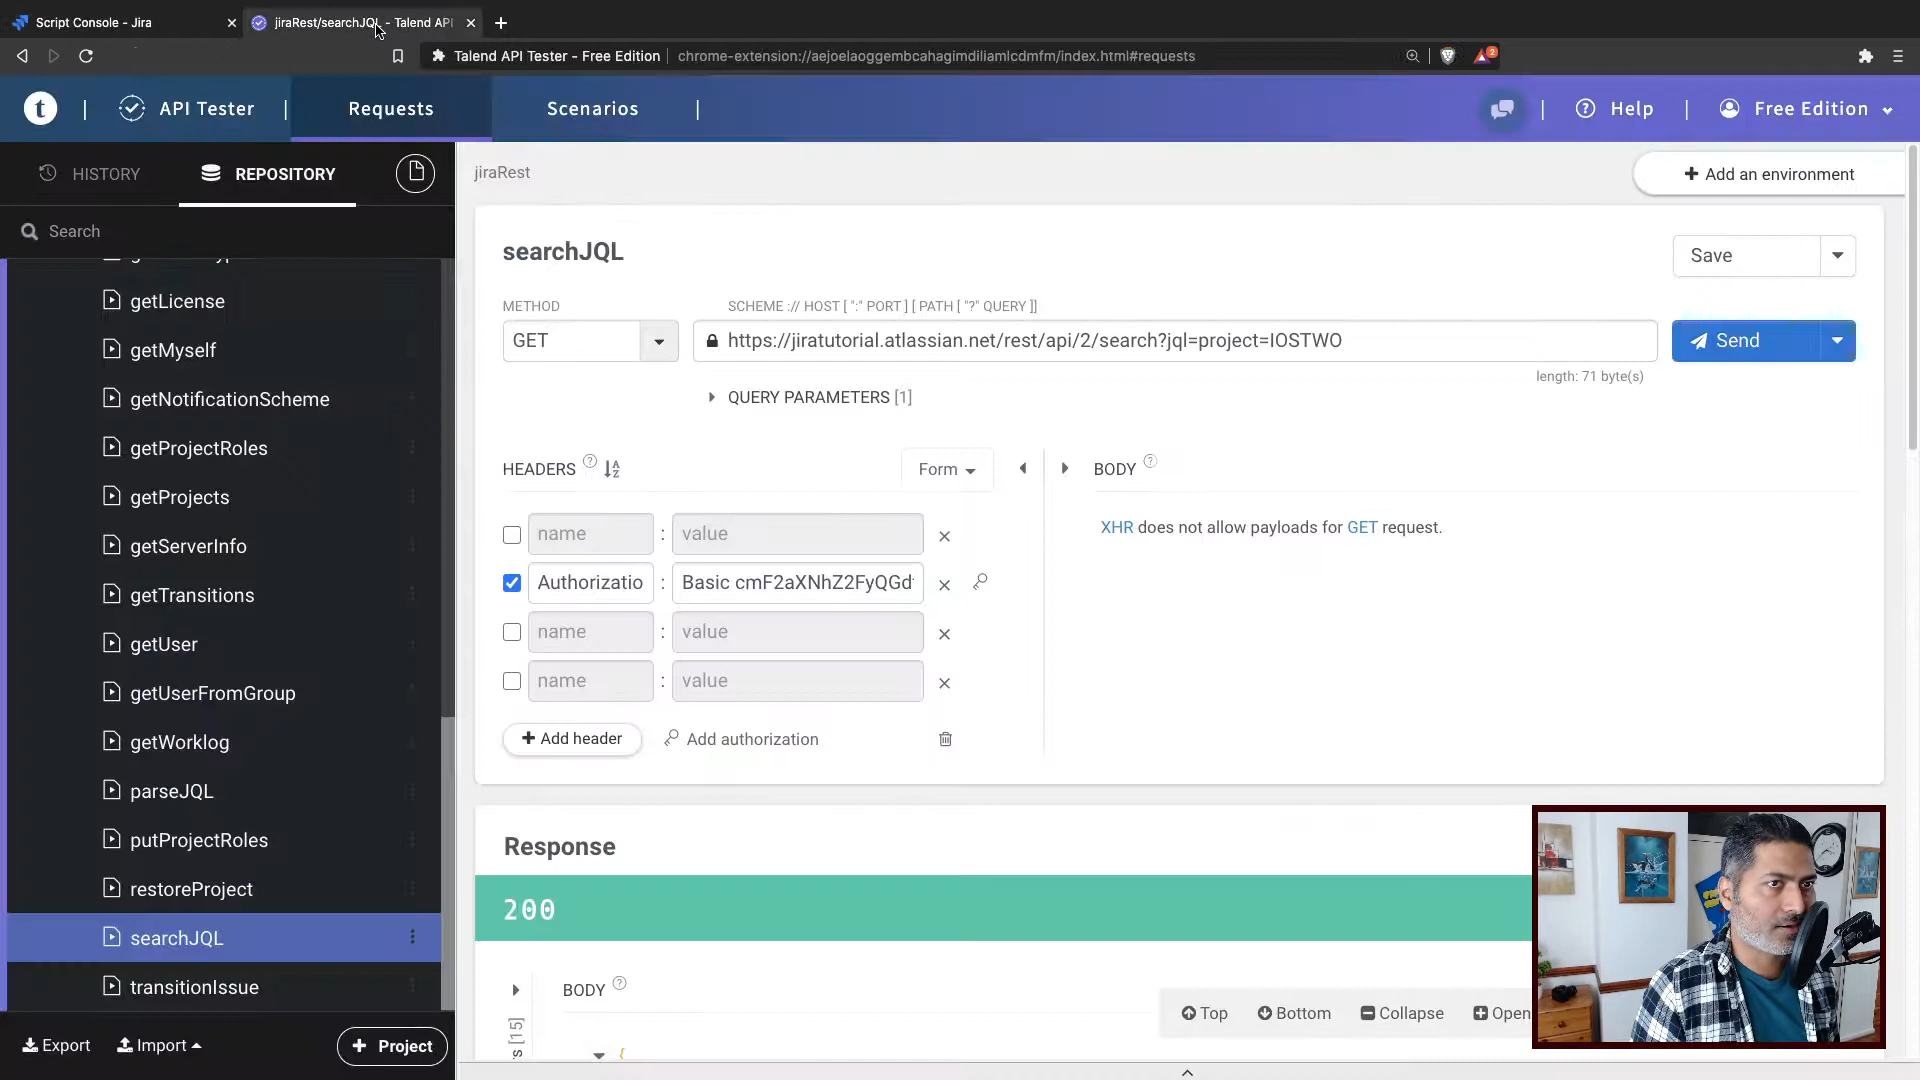 Script Console - Jira
jiraRest/searchJQL - Talend API
Talend API Tester - Free Edition
chrome-extension://aejoelaoggembcahagimdiliamlcdmfm/index.html#requests
2
t | API Tester | Requests Scenarios | | Help | Free Edition
HISTORY REPOSITORY
Search
getLicense
getMyself
getNotificationScheme
getProjectRoles
getProjects
getServerInfo
getTransitions
getUser
getUserFromGroup
getWorklog
parseJQL
putProjectRoles
restoreProject
searchJQL
transitionIssue
Export Import + Project
jiraRest
+ Add an environment
searchJQL
Save
METHOD SCHEME :// HOST [ ":" PORT ] [ PATH [ "?" QUERY ]]
GET https://jiratutorial.atlassian.net/rest/api/2/search?jql=project=IOSTWO Send
length: 71 byte(s)
QUERY PARAMETERS [1]
HEADERS ? Form BODY ?
name : value
XHR does not allow payloads for GET request.
Authorizatio : Basic cmF2aXNhZ2FyQGd
name : value
name : value
+ Add header Add authorization
Response
200
BODY ?
Top Bottom Collapse Open
[15]
{